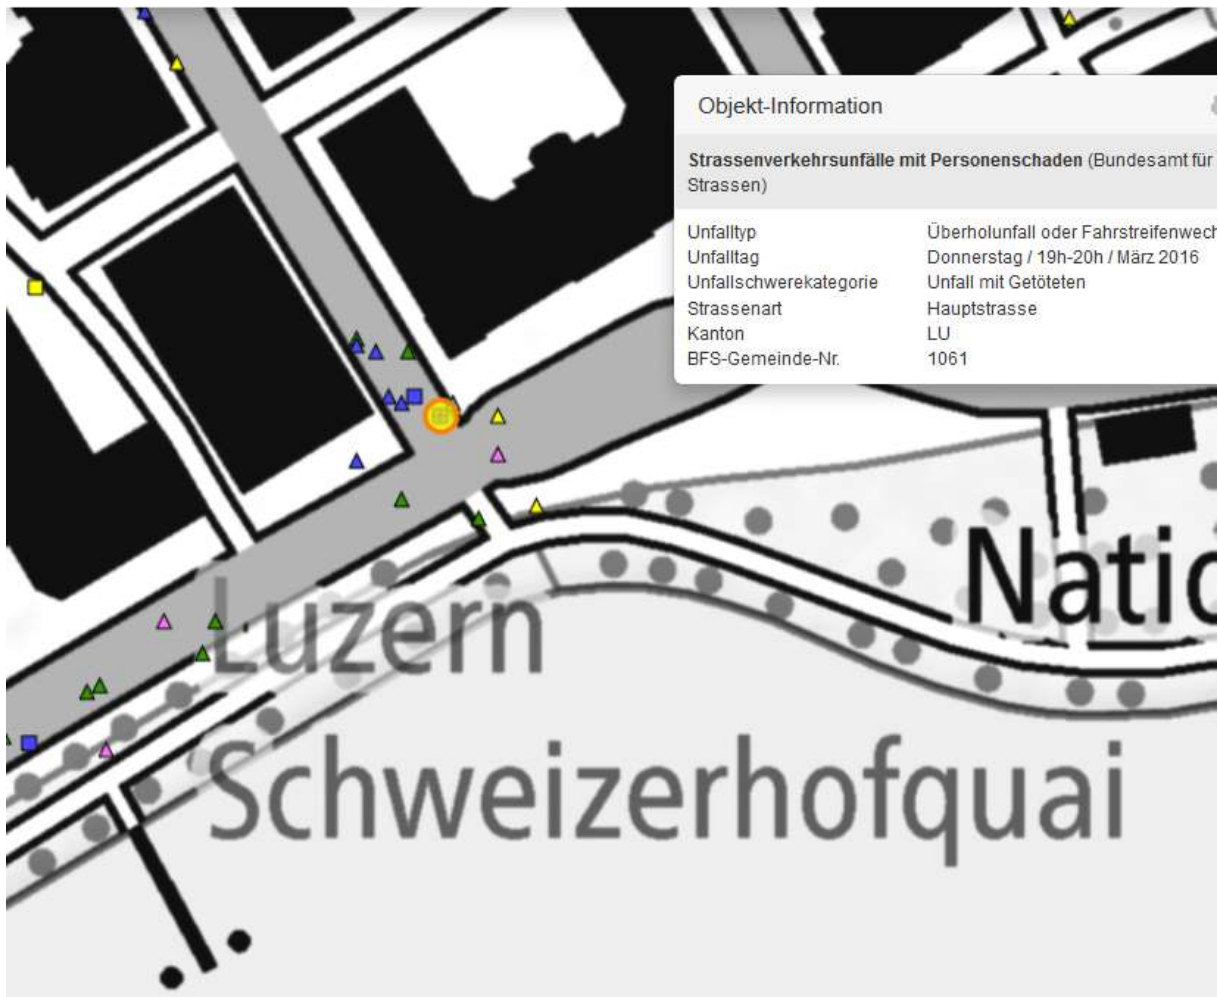 Objekt-Information
Strassenverkehrsunfälle mit Personenschaden (Bundesamt für
Strassen)
Unfalltyp Überholunfall oder Fahrstreifenwech
Unfalltag Donnerstag / 19h-20h / März 2016
Unfallschwerekategorie Unfall mit Getöteten
Strassenart Hauptstrasse
Kanton LU
BFS-Gemeinde-Nr. 1061
Natio
Luzern
Schweizerhofquai